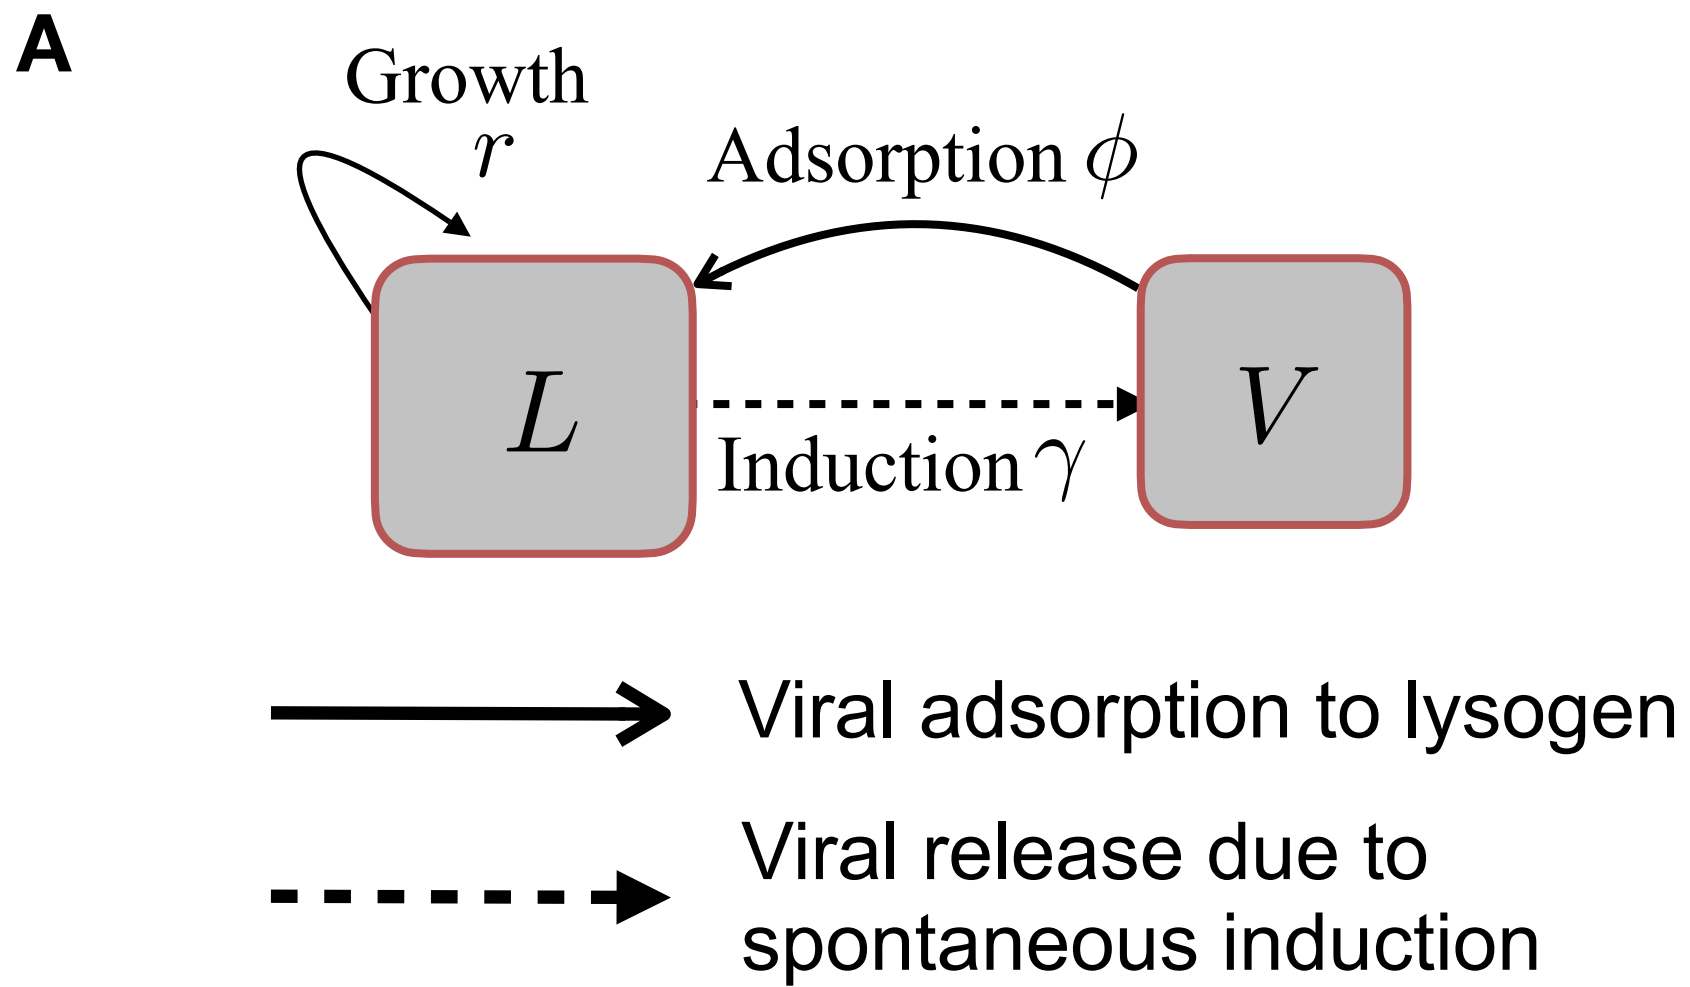 A
Growth
r
Adsorption ϕ
L
V
Induction γ
Viral adsorption to lysogen
Viral release due to
spontaneous induction